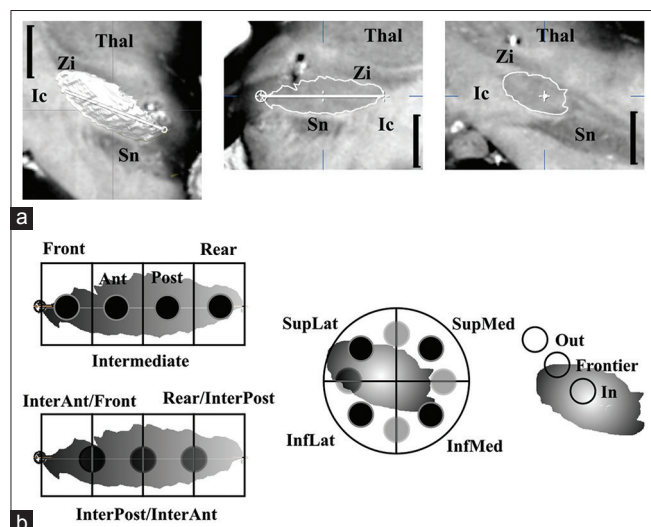 Thal
Zi
Ic
Sn
Thal
Zi
Sn
Ic
Thal
Zi
Ic
Sn
a
Front Rear
Ant Post
Intermediate
InterAnt/Front Rear/InterPost
InterPost/InterAnt
SupLat SupMed
InfLat InfMed
Out
Frontier
In
b